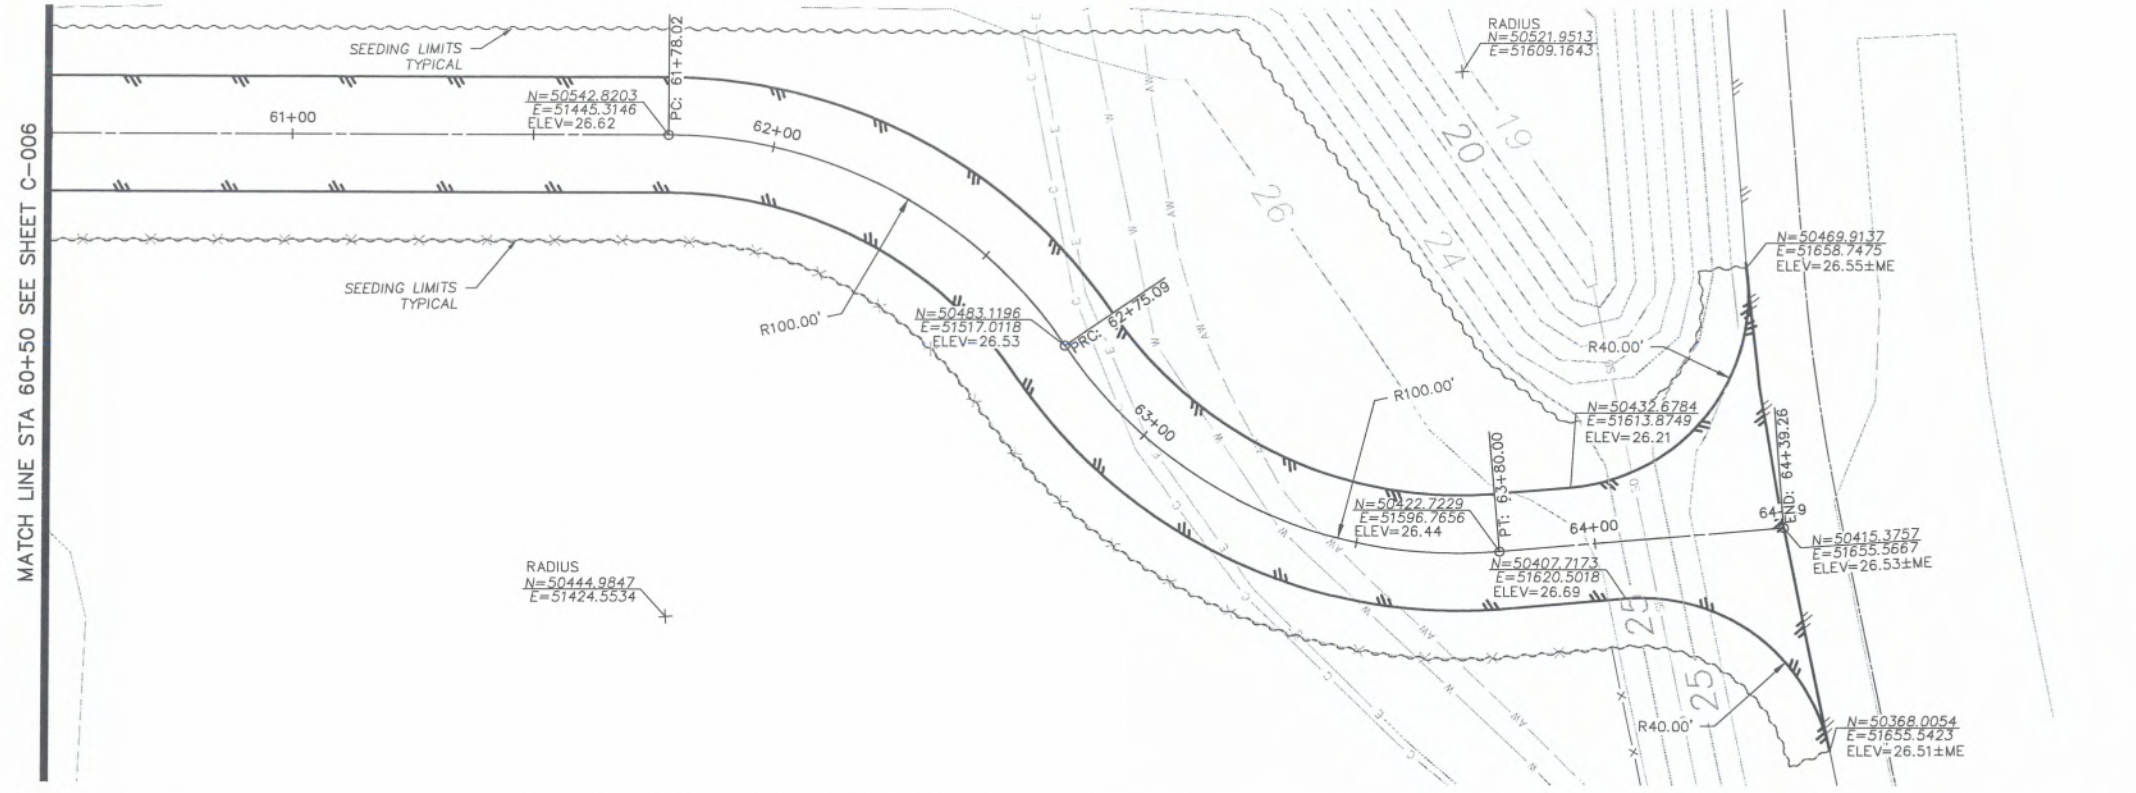 MATCH LINE STA 60+50 SEE SHEET C-006
SEEDING LIMITS
TYPICAL
61+00
N=50542.8203
E=51445.3146
ELEV=26.62
PC: 61+78.02
62+00
SEEDING LIMITS
TYPICAL
R100.00'
N=50483.1196
E=51517.0118
ELEV=26.53
PRC: 62+75.09
RADIUS
N=50521.9513
E=51609.1643
19
20
24
26
N=50469.9137
E=51658.7475
ELEV=26.55±ME
R40.00'
R100.00'
63+00
N=50432.6784
E=51613.8749
ELEV=26.21
PT: 63+80.00
N=50422.7229
E=51596.7656
ELEV=26.44
64+00
END: 64+39.26
N=50415.3757
E=51655.5667
ELEV=26.53±ME
N=50407.7173
E=51620.5018
ELEV=26.69
RADIUS
N=50444.9847
E=51424.5534
25
25
R40.00'
N=50368.0054
E=51655.5423
ELEV=26.51±ME